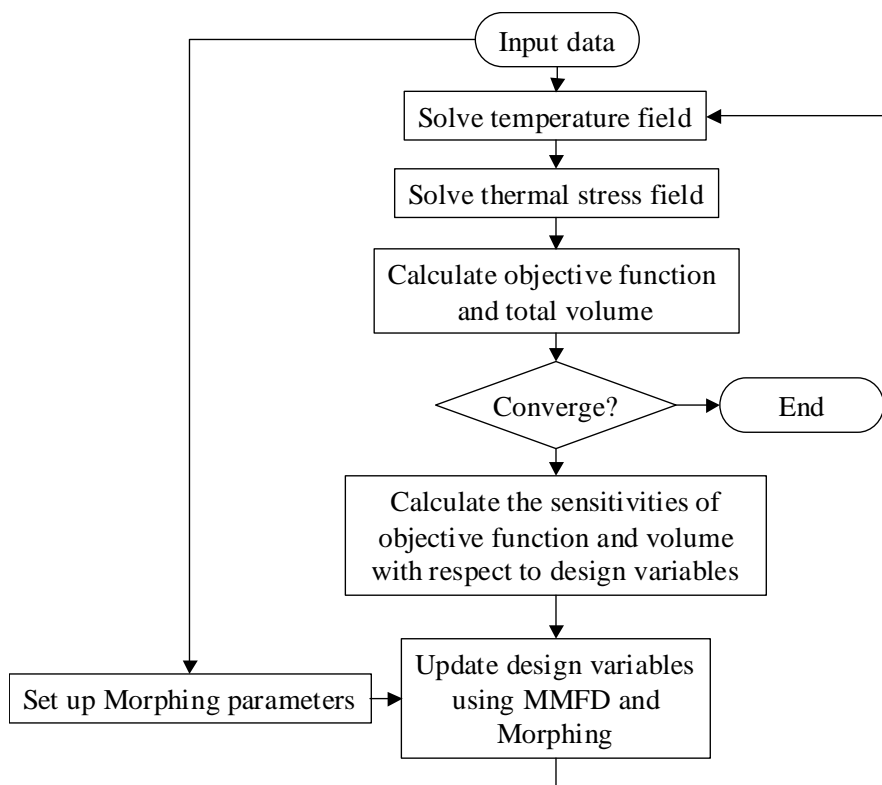 Input data
Solve temperature field
Solve thermal stress field
Calculate objective function
and total volume
Converge?
End
Calculate the sensitivities of
objective function and volume
with respect to design variables
Set up Morphing parameters
Update design variables
using MMFD and
Morphing